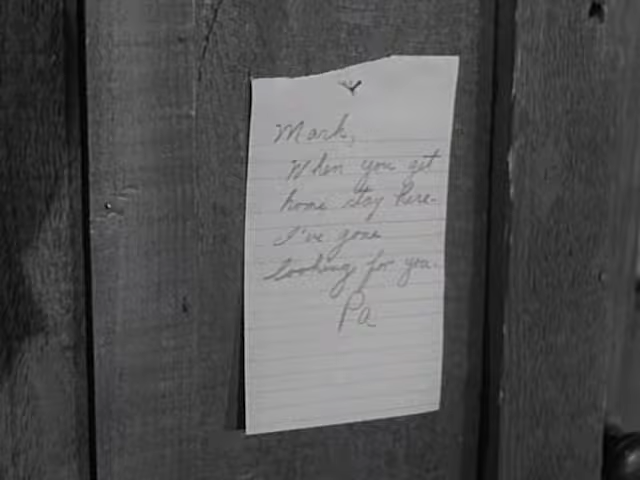 Mark,
When you get
home stay here.
I've gone
looking for you.
Pa